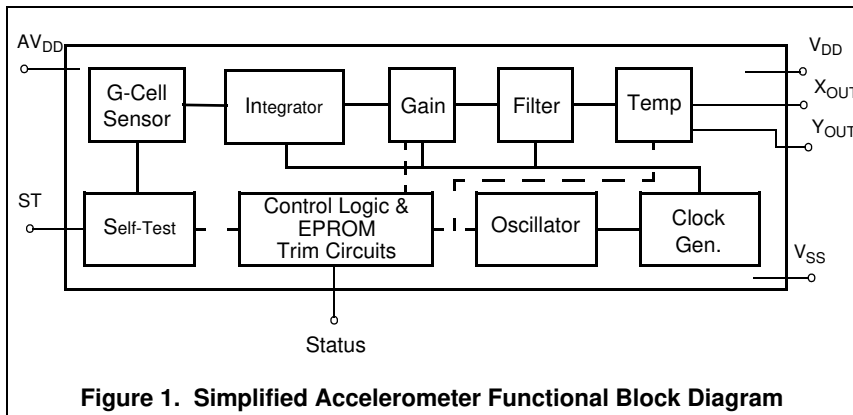 AVDD
VDD
G-Cell
Sensor
Integrator
Gain
Filter
Temp
XOUT
YOUT
ST
Self-Test
Control Logic &
EPROM
Trim Circuits
Oscillator
Clock
Gen.
VSS
Status
Figure 1. Simplified Accelerometer Functional Block Diagram